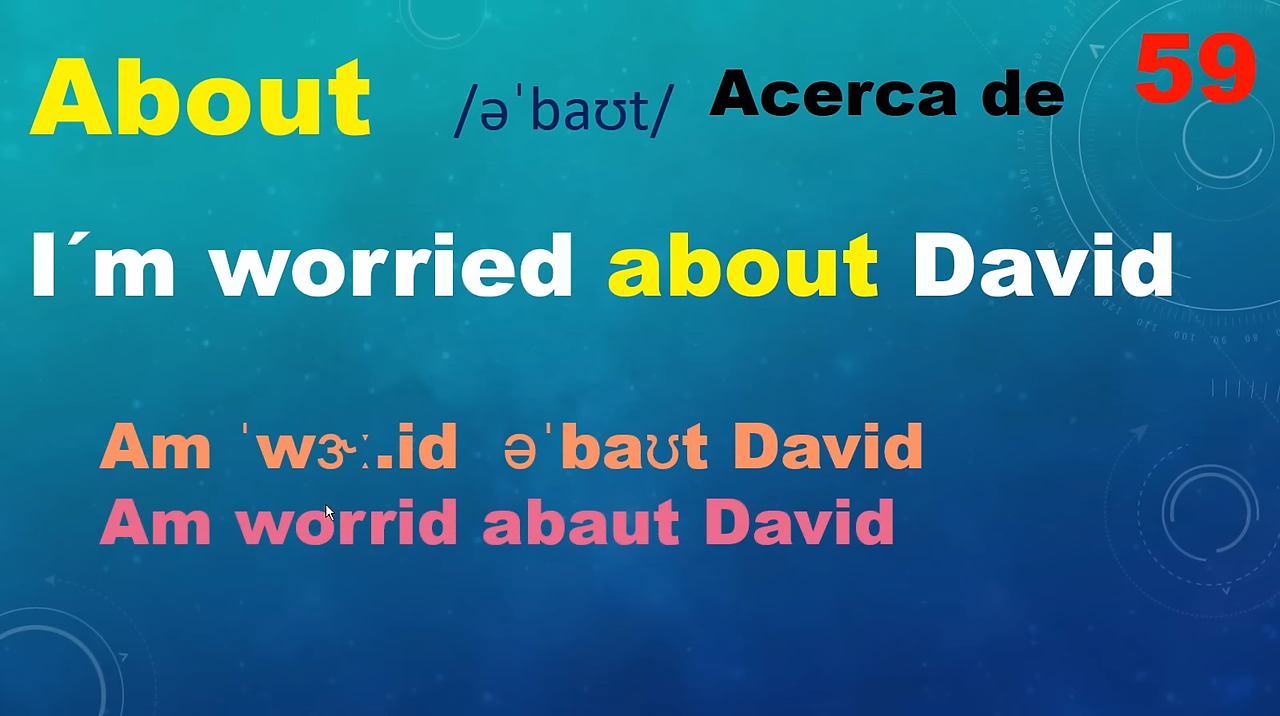 About /əˈbaʊt/ Acerca de 59
I´m worried about David
Am ˈwɝː.id əˈbaʊt David
Am worrid abaut David